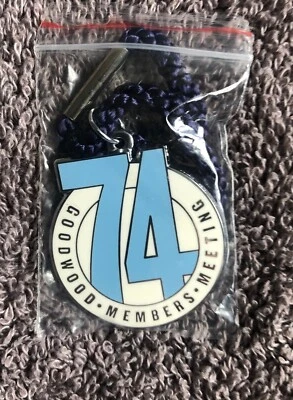 74
GOODWOOD · MEMBERS · MEETING